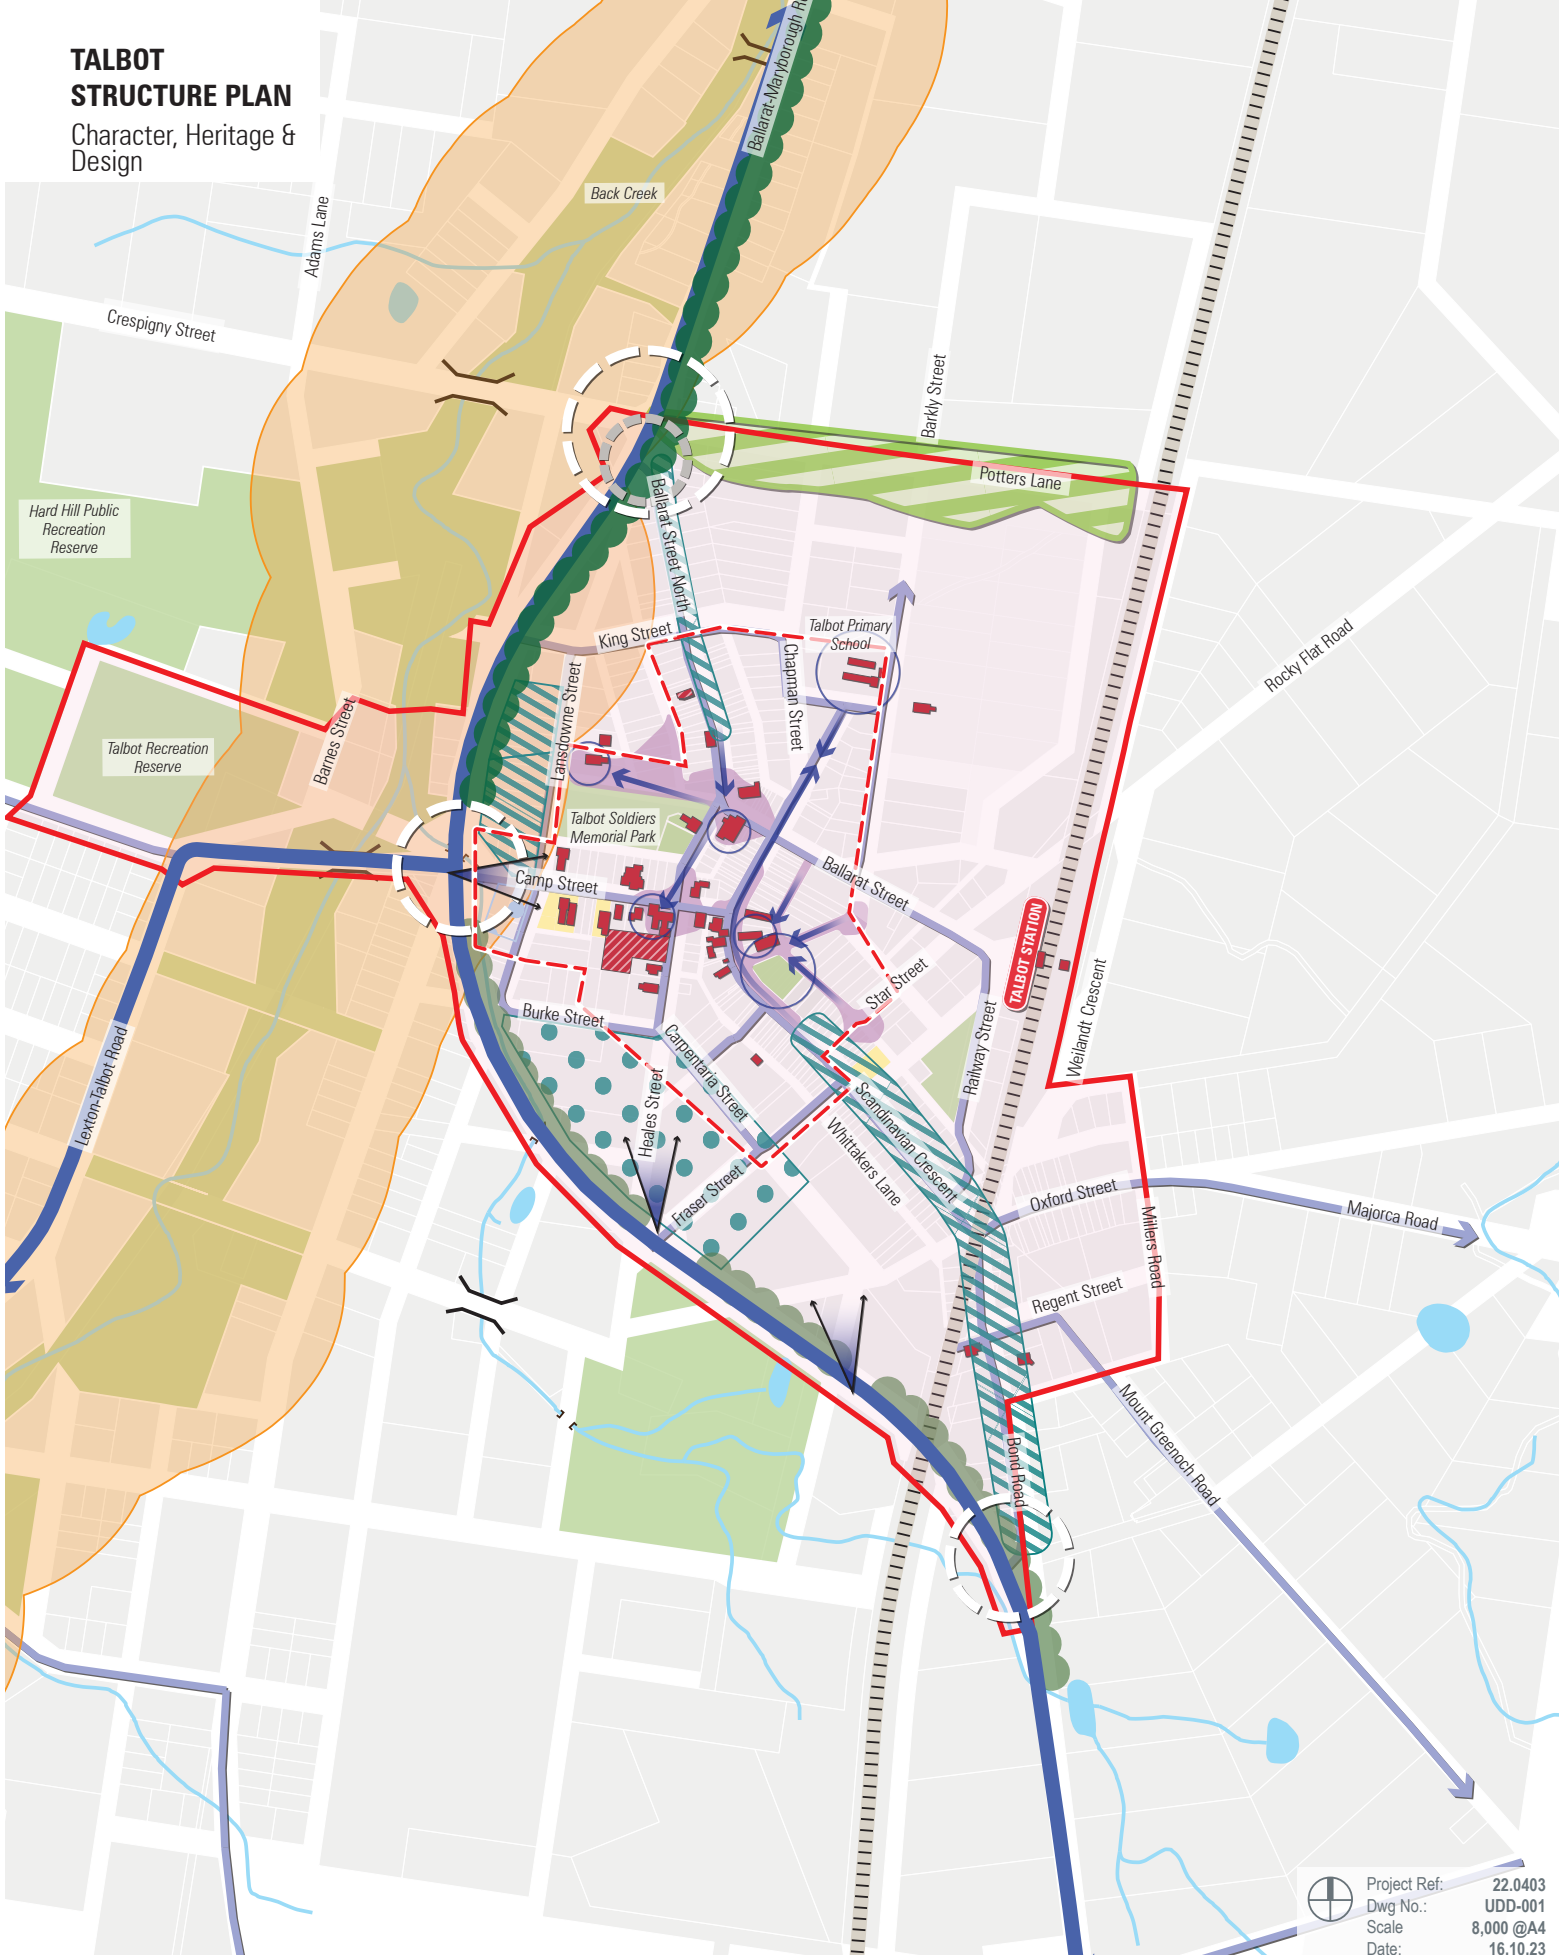 TALBOT
STRUCTURE PLAN
Character, Heritage &
Design
Ballarat-Maryborough
Back Creek
Adams Lane
Crespigny Street
Barkly Street
Potters Lane
Hard Hill Public
Recreation
Reserve
Ballarat Street North
King Street
Talbot Primary
School
Chapman Street
Rocky Flat Road
Lansdowne Street
Barnes Street
Talbot Recreation
Reserve
Talbot Soldiers
Memorial Park
Camp Street
Ballarat Street
TALBOT STATION
Star Street
Weilandt Crescent
Burke Street
Railway Street
Lexton-Talbot Road
Carpentaria Street
Heales Street
Scandinavian Crescent
Whittakers Lane
Fraser Street
Oxford Street
Majorca Road
Millers Road
Regent Street
Mount Greenoch Road
Bond Road
Project Ref: 22.0403
Dwg No.: UDD-001
Scale 8,000 @A4
Date: 16.10.23